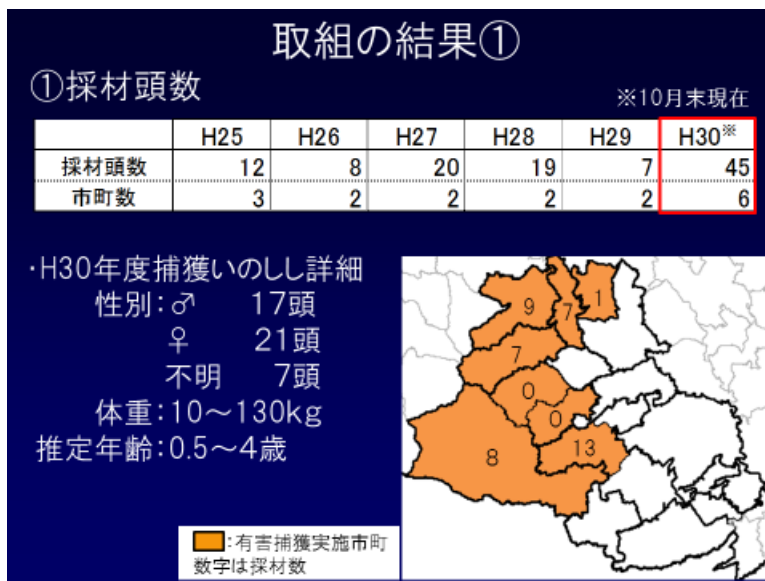 取組の結果①
①採材頭数
※10月末現在
H25 H26 H27 H28 H29 H30※
採材頭数 12 8 20 19 7 45
市町数 3 2 2 2 2 6
・H30年度捕獲いのしし詳細
性別:♂ 17頭
♀ 21頭
不明 7頭
体重:10～130kg
推定年齢:0.5～4歳
9 7 1
7
0
0
8 13
:有害捕獲実施市町
数字は採材数